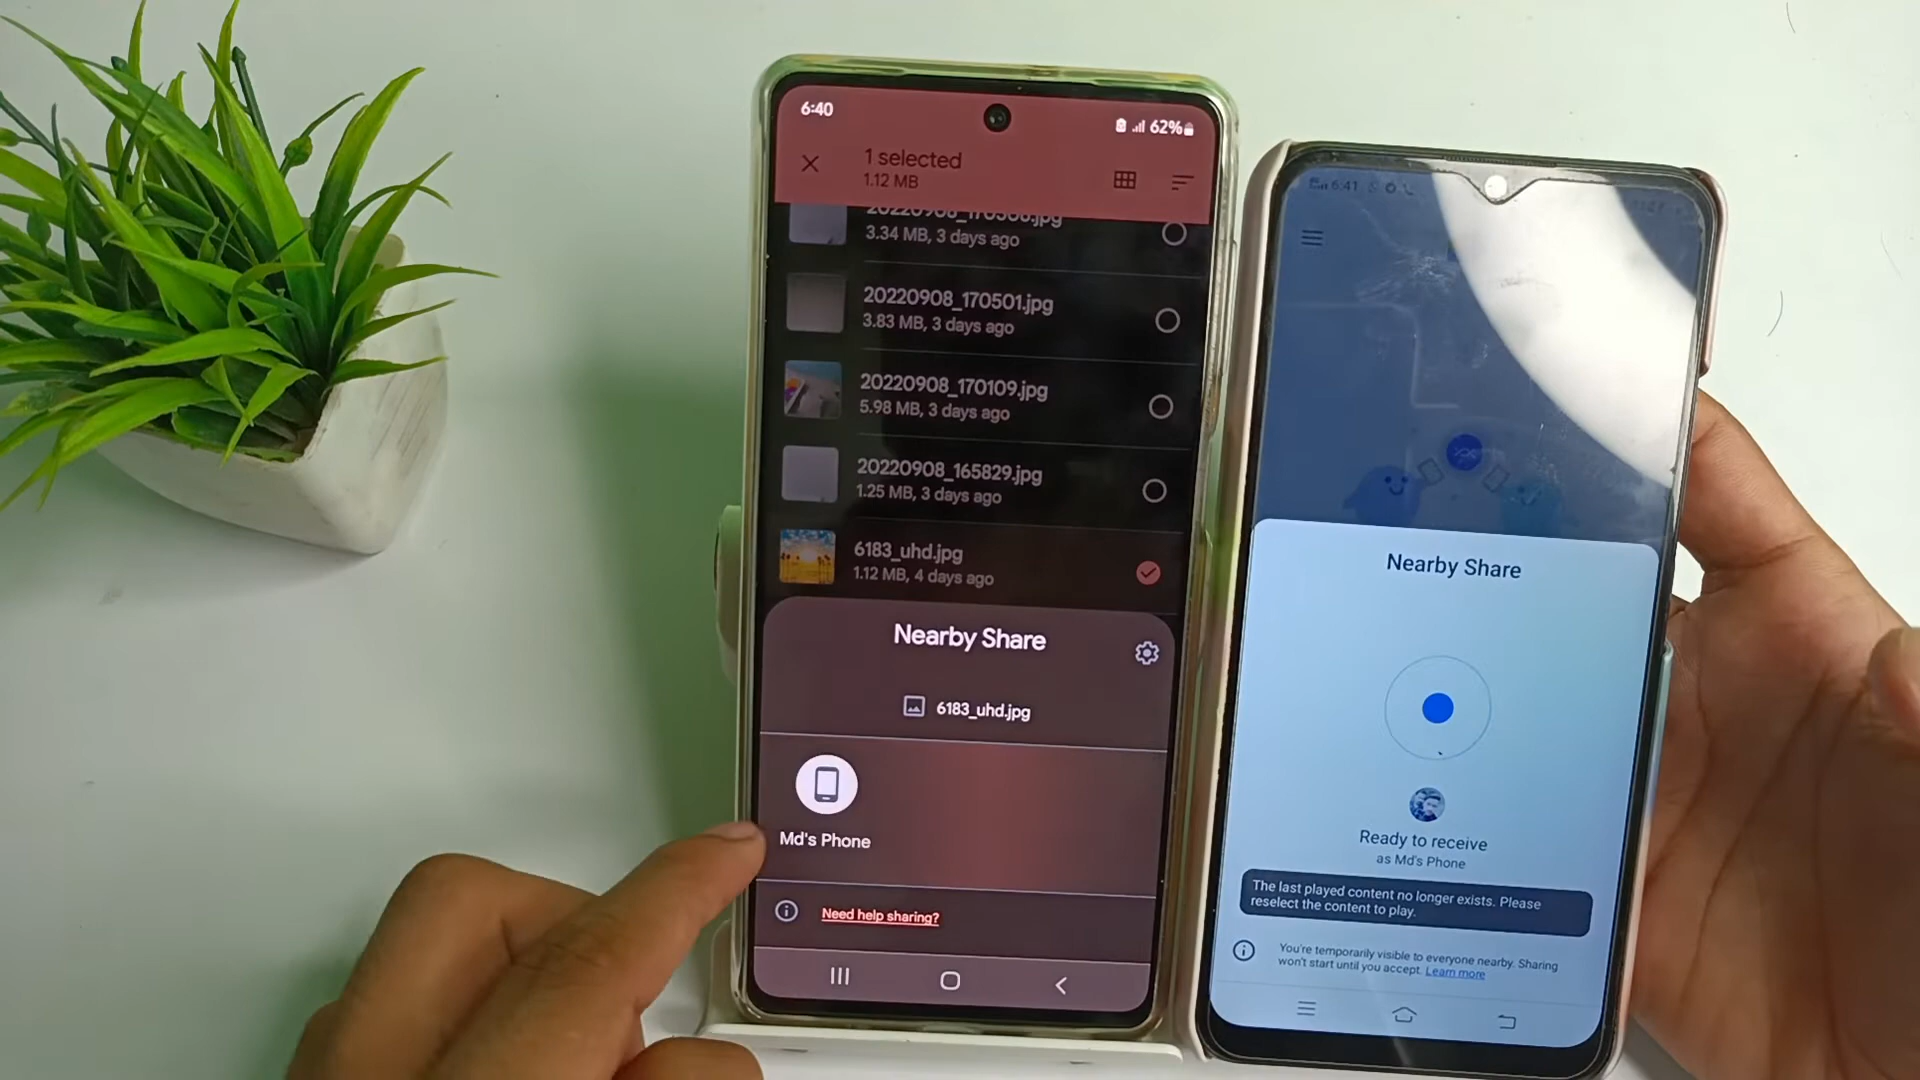 6:40
62%
1 selected
1.12 MB
20220908_170506.jpg
3.34 MB, 3 days ago
20220908_170501.jpg
3.83 MB, 3 days ago
20220908_170109.jpg
5.98 MB, 3 days ago
20220908_165829.jpg
1.25 MB, 3 days ago
6183_uhd.jpg
1.12 MB, 4 days ago
Nearby Share
6183_uhd.jpg
Md's Phone
Need help sharing?
6:41
Nearby Share
Ready to receive
as Md's Phone
The last played content no longer exists. Please
reselect the content to play.
You're temporarily visible to everyone nearby. Sharing
won't start until you accept. Learn more